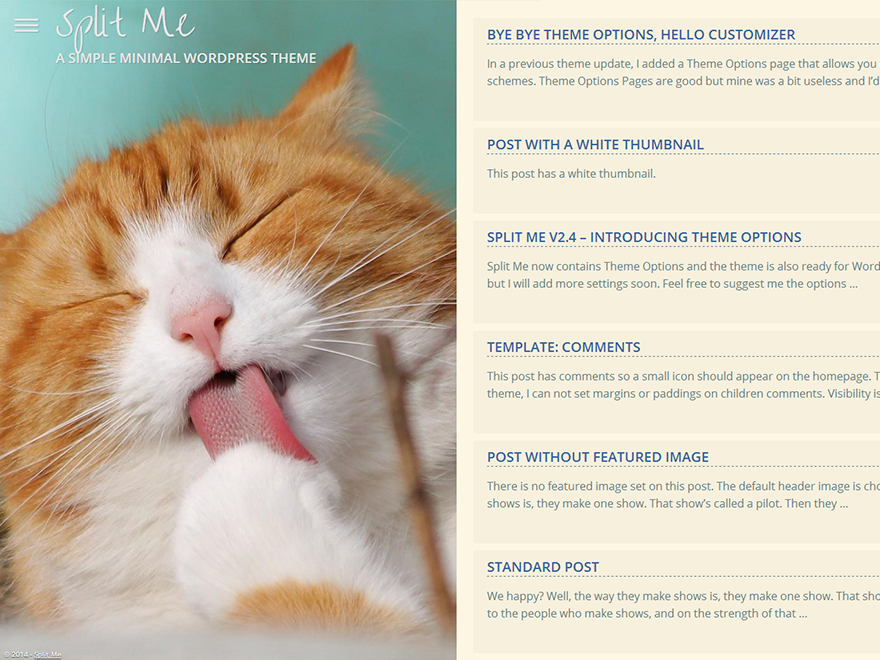 Split Me
A SIMPLE MINIMAL WORDPRESS THEME
BYE BYE THEME OPTIONS, HELLO CUSTOMIZER
In a previous theme update, I added a Theme Options page that allows you
schemes. Theme Options Pages are good but mine was a bit useless and I'd
POST WITH A WHITE THUMBNAIL
This post has a white thumbnail.
SPLIT ME V2.4 – INTRODUCING THEME OPTIONS
Split Me now contains Theme Options and the theme is also ready for Word
but I will add more settings soon. Feel free to suggest me the options ...
TEMPLATE: COMMENTS
This post has comments so a small icon should appear on the homepage. T
theme, I can not set margins or paddings on children comments. Visibility is
POST WITHOUT FEATURED IMAGE
There is no featured image set on this post. The default header image is cho
shows is, they make one show. That show's called a pilot. Then they ...
STANDARD POST
We happy? Well, the way they make shows is, they make one show. That sho
to the people who make shows, and on the strength of that ...
© 2014 - Split Me